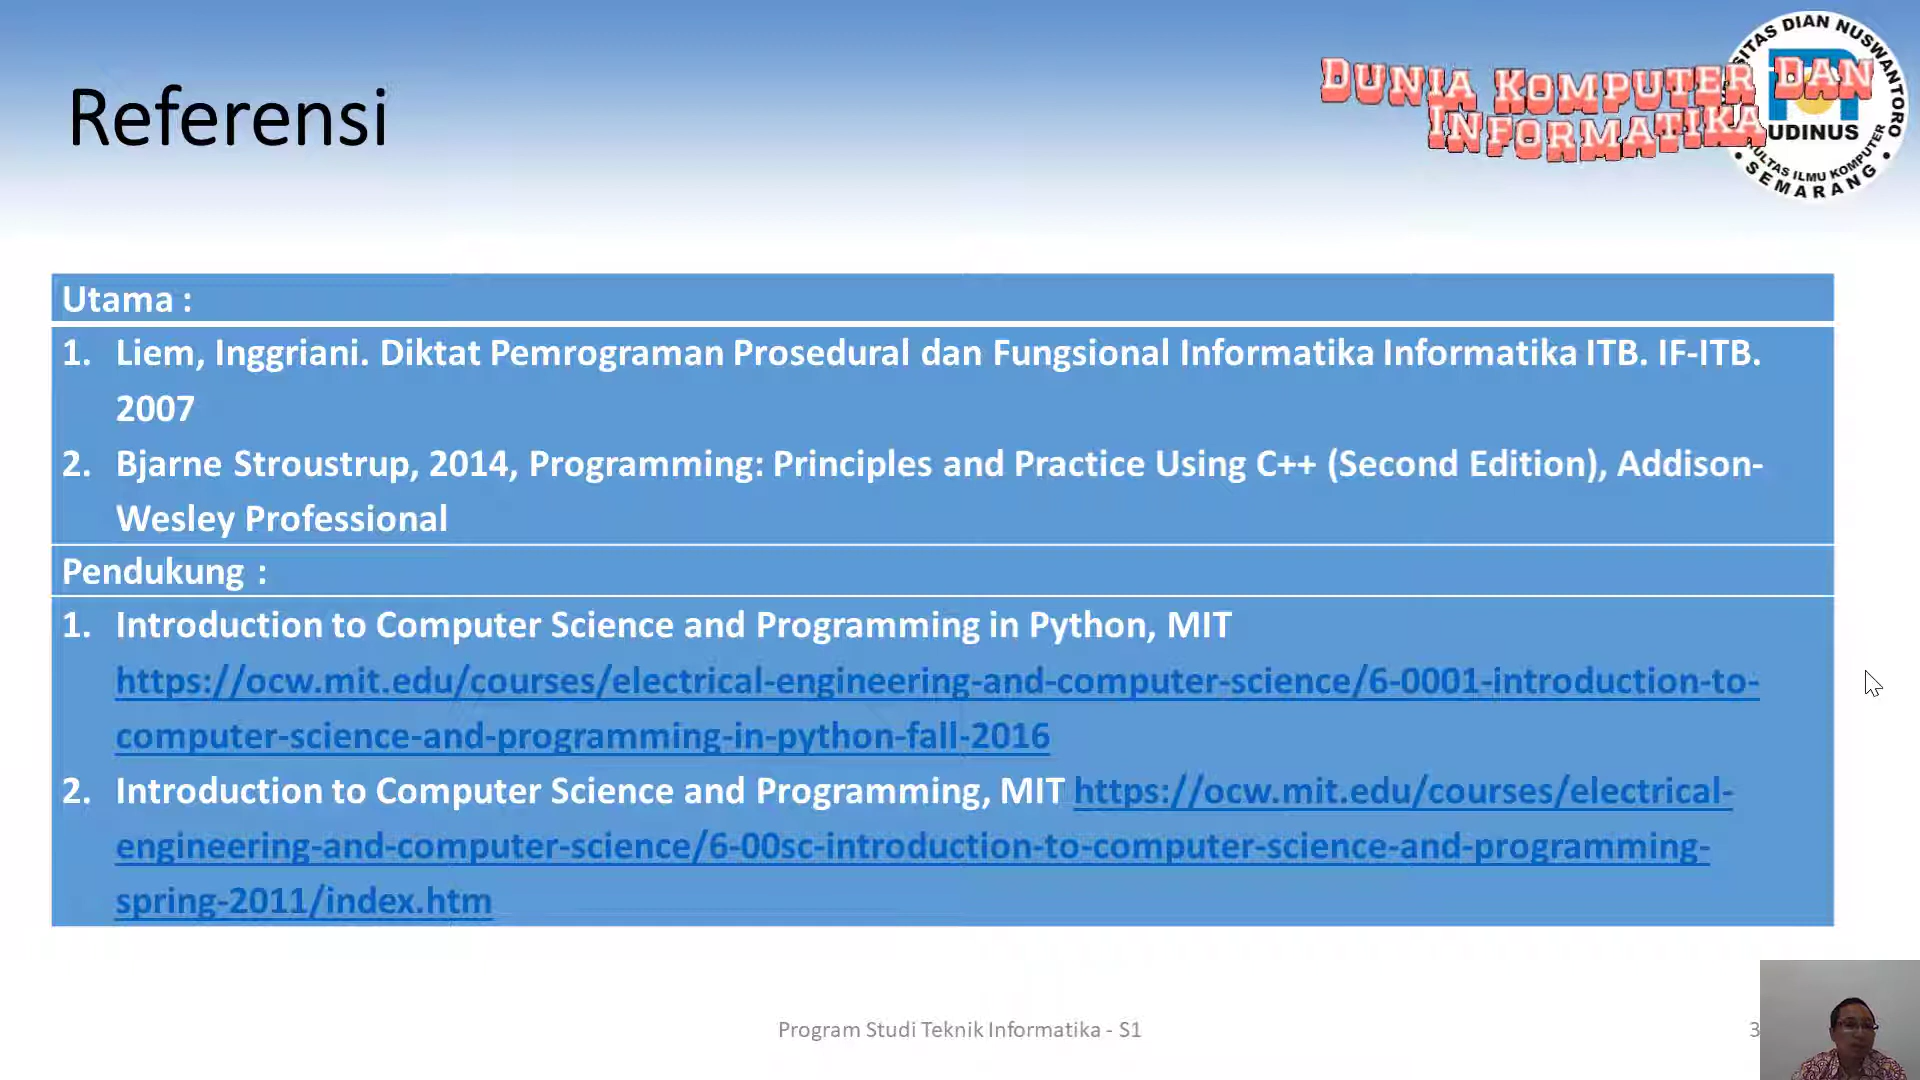 Referensi
DUNIA KOMPUTER DAN
INFORMATIKA
ITAS DIAN NUSWANTORO
UDINUS
ULTAS ILMU KOMPUTER
• SEMARANG •
Utama :
1. Liem, Inggriani. Diktat Pemrograman Prosedural dan Fungsional Informatika Informatika ITB. IF-ITB.
2007
2. Bjarne Stroustrup, 2014, Programming: Principles and Practice Using C++ (Second Edition), Addison-
Wesley Professional
Pendukung :
1. Introduction to Computer Science and Programming in Python, MIT
https://ocw.mit.edu/courses/electrical-engineering-and-computer-science/6-0001-introduction-to-
computer-science-and-programming-in-python-fall-2016
2. Introduction to Computer Science and Programming, MIT https://ocw.mit.edu/courses/electrical-
engineering-and-computer-science/6-00sc-introduction-to-computer-science-and-programming-
spring-2011/index.htm
Program Studi Teknik Informatika - S1
3